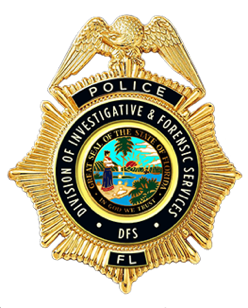 POLICE
DIVISION OF INVESTIGATIVE & FORENSIC SERVICES
GREAT SEAL OF THE STATE OF FLORIDA
IN GOD WE TRUST
• DFS •
FL